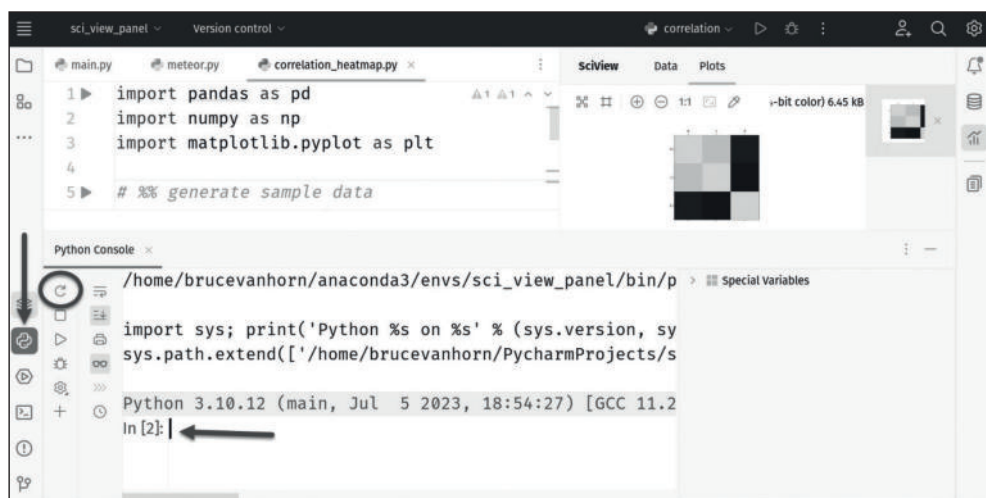 sci_view_panel
Version control
correlation
main.py
meteor.py
correlation_heatmap.py
1 import pandas as pd
2 import numpy as np
3 import matplotlib.pyplot as plt
4
5 # %% generate sample data
1 1
SciView
Data
Plots
1:1
-bit color) 6.45 kB
Python Console
/home/brucevanhorn/anaconda3/envs/sci_view_panel/bin/p
import sys; print('Python %s on %s' % (sys.version, sy
sys.path.extend(['/home/brucevanhorn/PycharmProjects/s
Python 3.10.12 (main, Jul 5 2023, 18:54:27) [GCC 11.2
In [2]:
Special Variables